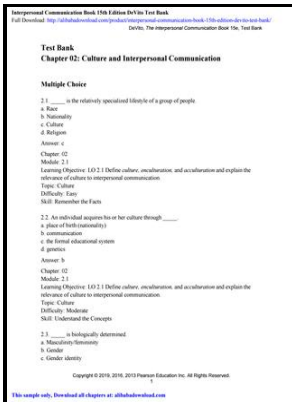 Interpersonal Communication Book 15th Edition DeVito Test Bank
Full Download: http://alibabadownload.com/product/interpersonal-communication-book-15th-edition-devito-test-bank/
DeVito, The Interpersonal Communication Book 15e, Test Bank
Test Bank
Chapter 02: Culture and Interpersonal Communication
Multiple Choice
2.1. _____ is the relatively specialized lifestyle of a group of people.
a. Race
b. Nationality
c. Culture
d. Religion
Answer: c
Chapter: 02
Module: 2.1
Learning Objective: LO 2.1 Define culture, enculturation, and acculturation and explain the
relevance of culture to interpersonal communication.
Topic: Culture
Difficulty: Easy
Skill: Remember the Facts
2.2. An individual acquires his or her culture through _____.
a. place of birth (nationality)
b. communication
c. the formal educational system
d. genetics
Answer: b
Chapter: 02
Module: 2.1
Learning Objective: LO 2.1 Define culture, enculturation, and acculturation and explain the
relevance of culture to interpersonal communication.
Topic: Culture
Difficulty: Moderate
Skill: Understand the Concepts
2.3. _____ is biologically determined.
a. Masculinity/femininity
b. Gender
c. Gender identity
Copyright © 2019, 2016, 2013 Pearson Education Inc. All Rights Reserved.
1
This sample only, Download all chapters at: alibabadownload.com